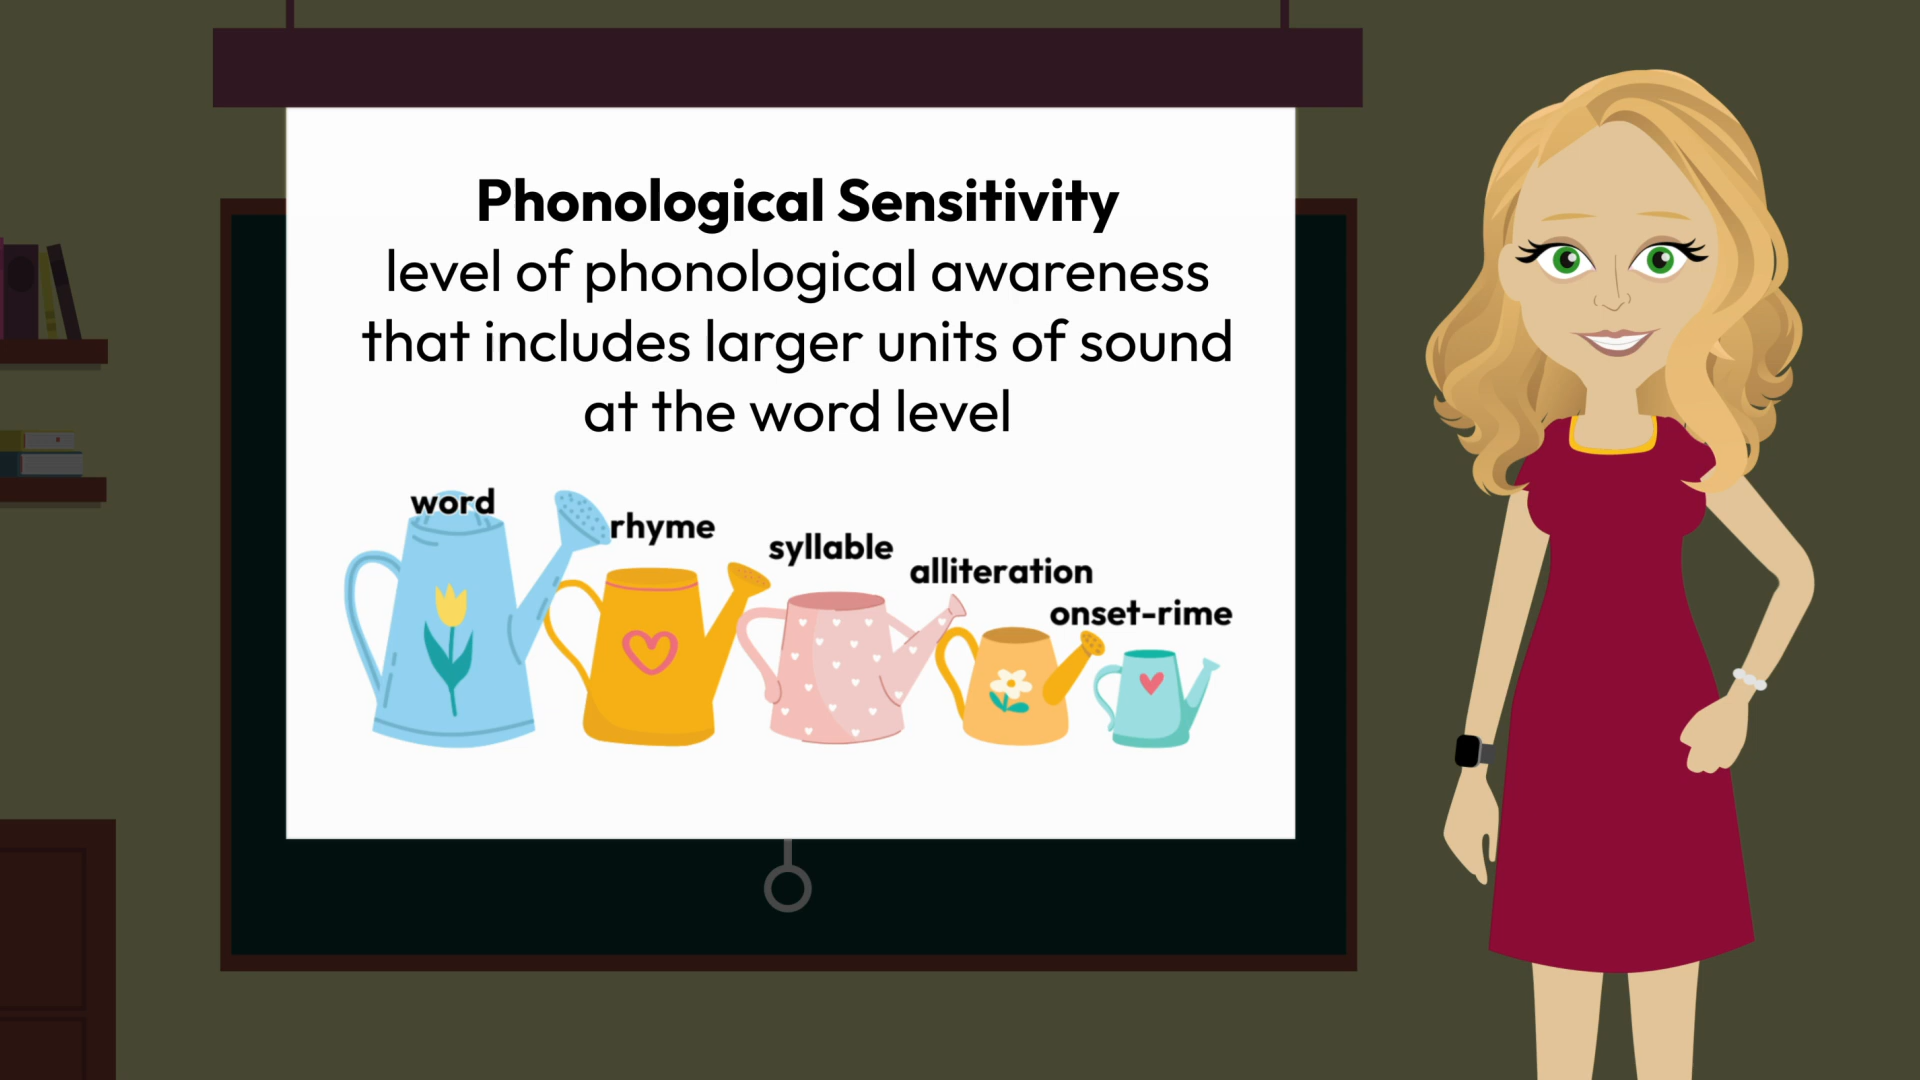 Phonological Sensitivity
level of phonological awareness
that includes larger units of sound
at the word level
word
rhyme
syllable
alliteration
onset-rime